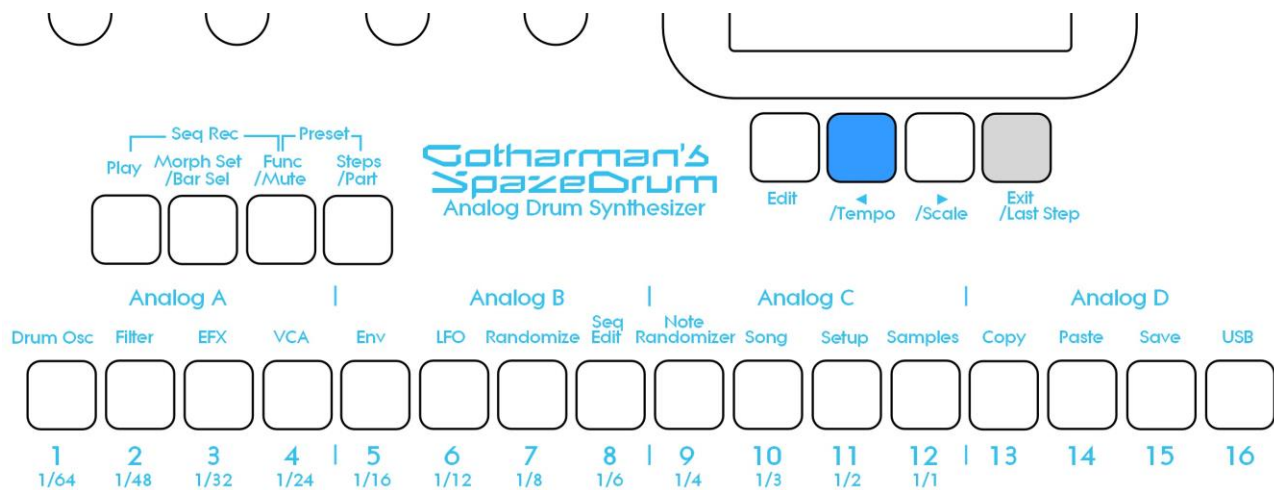 Seq Rec Preset
Play Morph Set /Bar Sel Func /Mute Steps /Part
Gotharman's
SpazeDrum
Analog Drum Synthesizer
Edit ◄ /Tempo ► /Scale Exit /Last Step
Analog A | Analog B | Analog C | Analog D
Drum Osc Filter EFX VCA Env LFO Randomize Seq Edit Note Randomizer Song Setup Samples Copy Paste Save USB
1 2 3 4 | 5 6 7 8 | 9 10 11 12 | 13 14 15 16
1/64 1/48 1/32 1/24 1/16 1/12 1/8 1/6 1/4 1/3 1/2 1/1